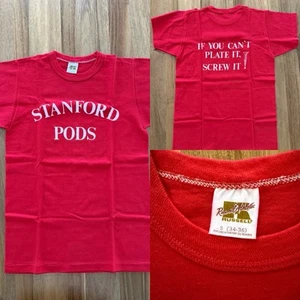 STANFORD
PODS
IF YOU CAN'T
PLATE IT,
SCREW IT
RUSSELL
S (34-36)